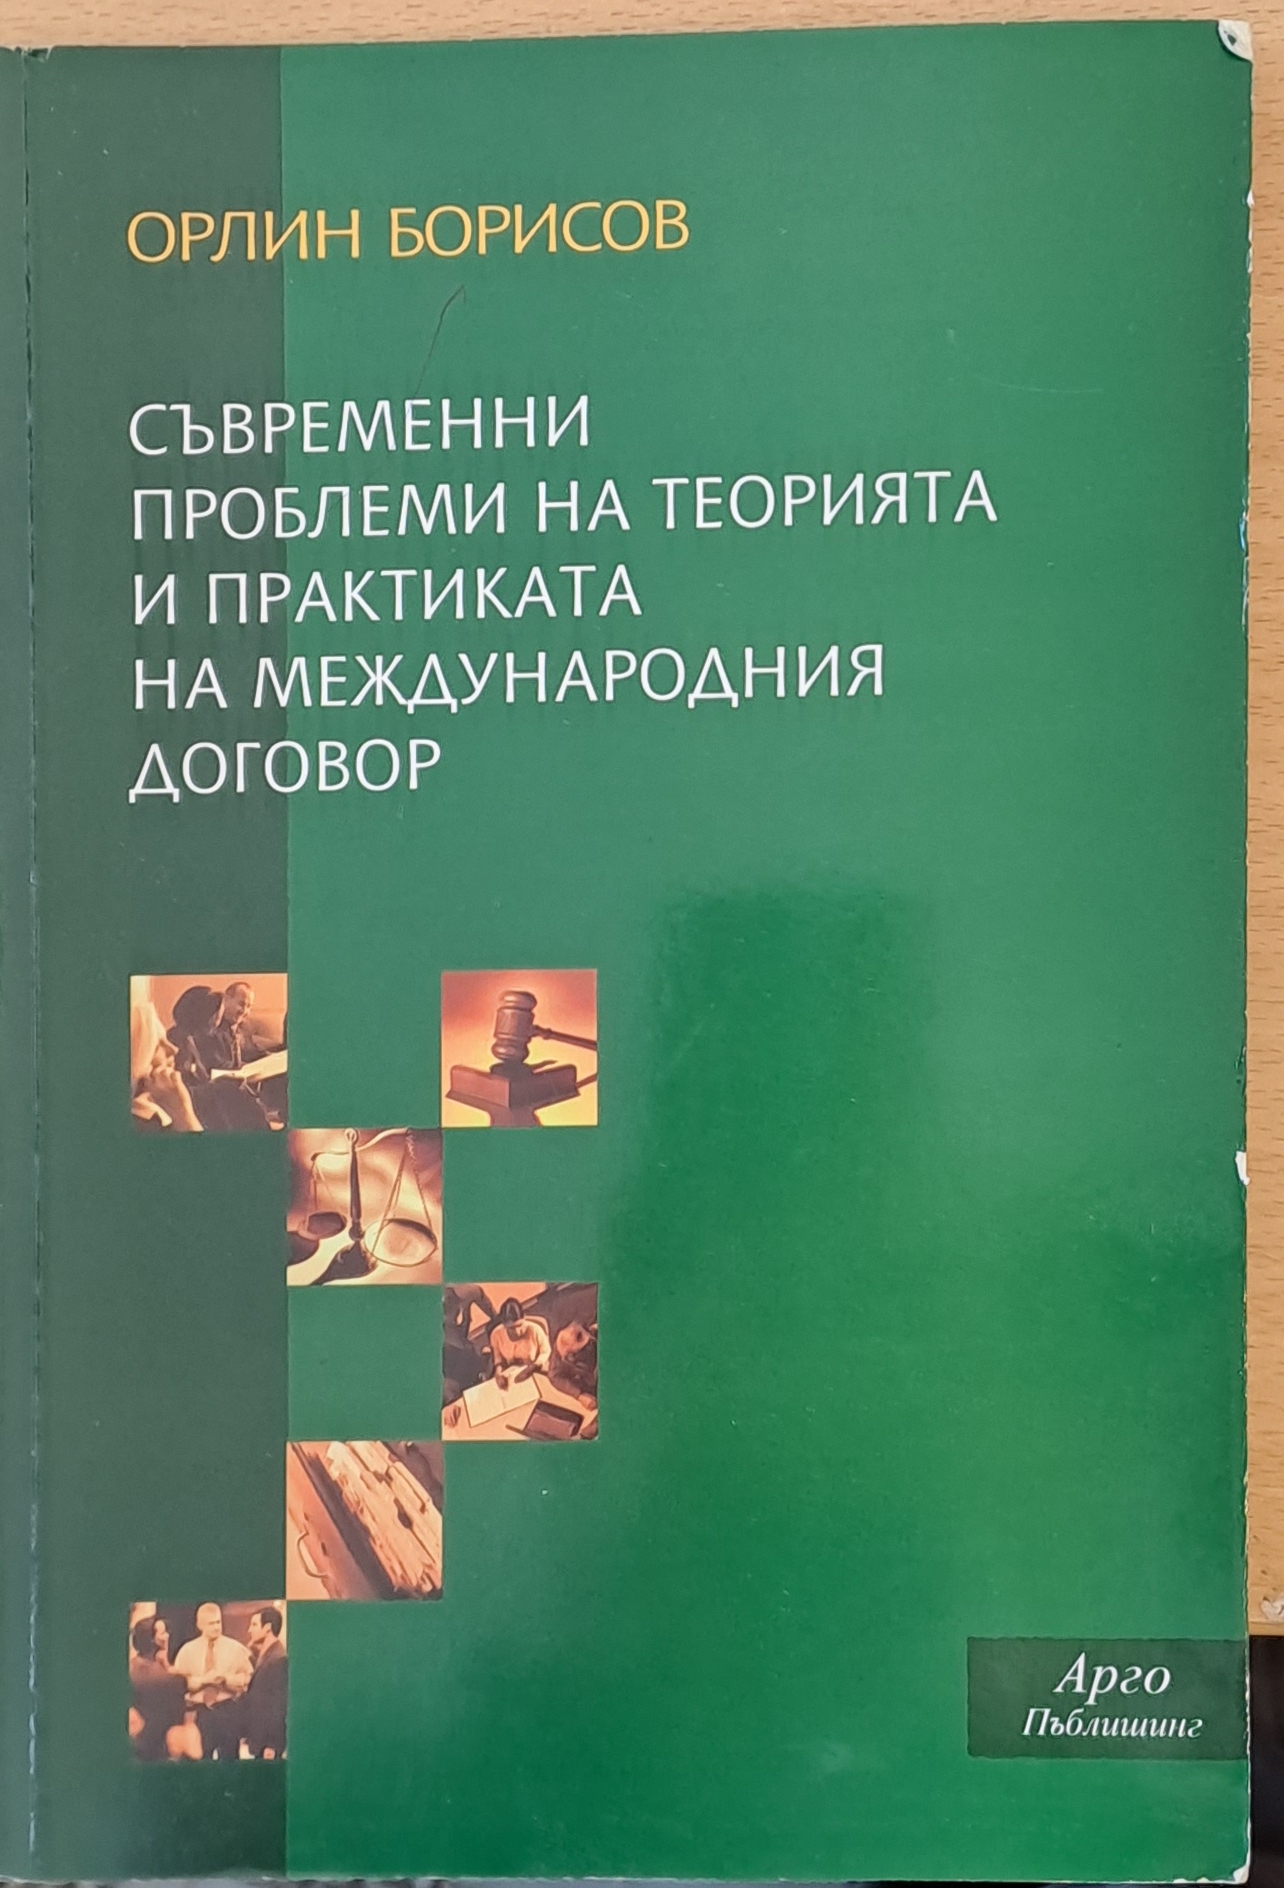 ОРЛИН БОРИСОВ
СЪВРЕМЕННИ
ПРОБЛЕМИ НА ТЕОРИЯТА
И ПРАКТИКАТА
НА МЕЖДУНАРОДНИЯ
ДОГОВОР
Арго
Пъблишинг